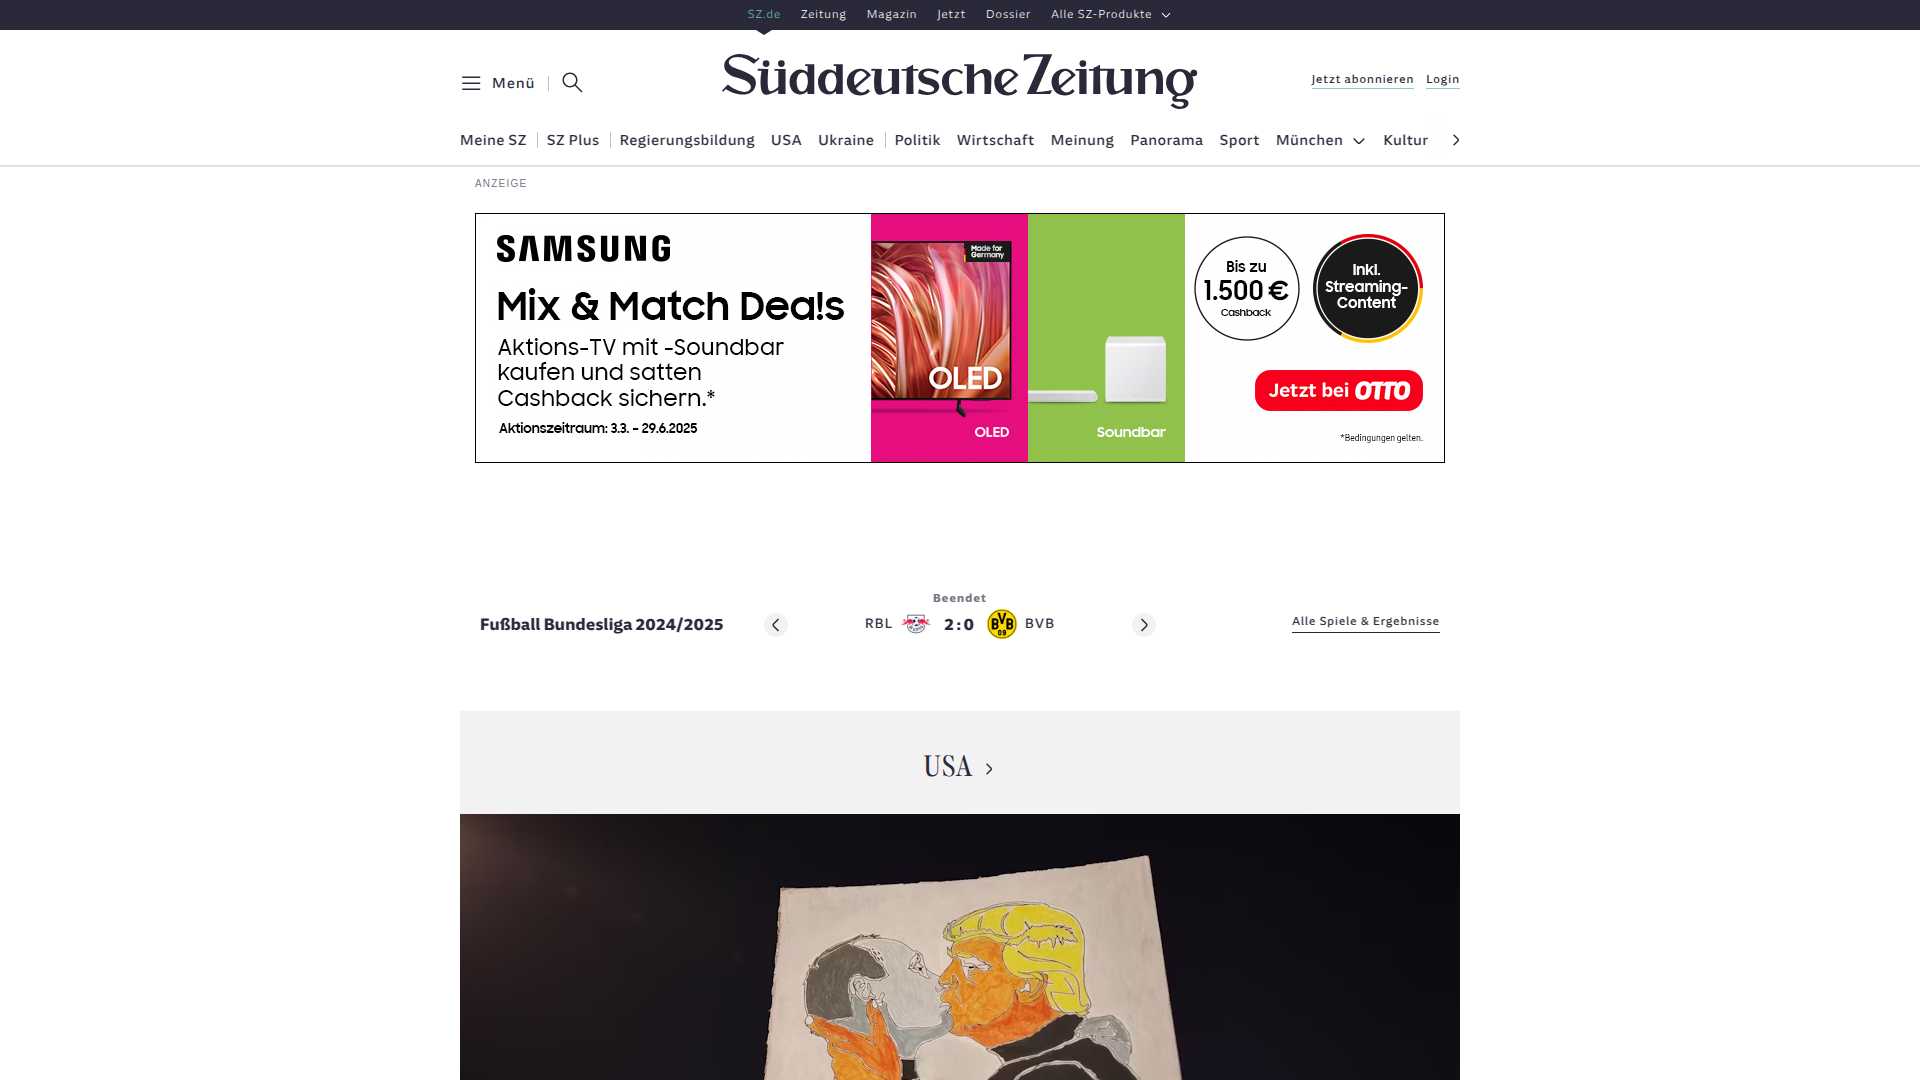 SZ.de Zeitung Magazin Jetzt Dossier Alle SZ-Produkte
Menü
Süddeutsche Zeitung
Jetzt abonnieren Login
Meine SZ SZ Plus Regierungsbildung USA Ukraine Politik Wirtschaft Meinung Panorama Sport München Kultur
ANZEIGE
SAMSUNG
Mix & Match Dea!s
Aktions-TV mit -Soundbar
kaufen und satten
Cashback sichern.*
Aktionszeitraum: 3.3. - 29.6.2025
Made for
Germany
OLED
OLED
Soundbar
Bis zu
1.500 €
Cashback
Inkl.
Streaming-
Content
Jetzt bei OTTO
*Bedingungen gelten.
Beendet
Fußball Bundesliga 2024/2025
RBL 2:0 BVB 09 BVB
Alle Spiele & Ergebnisse
USA